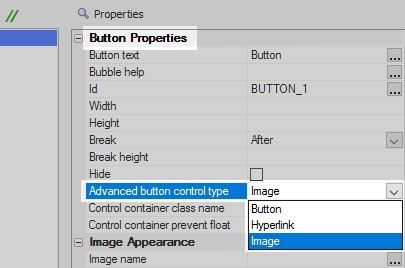 //
Properties
Button Properties
Button text Button ...
Bubble help ...
Id BUTTON_1 ...
Width
Height
Break After
Break height
Hide
Advanced button control type Image
Control container class name Button
Control container prevent float Hyperlink
Image Appearance Image
Image name ...